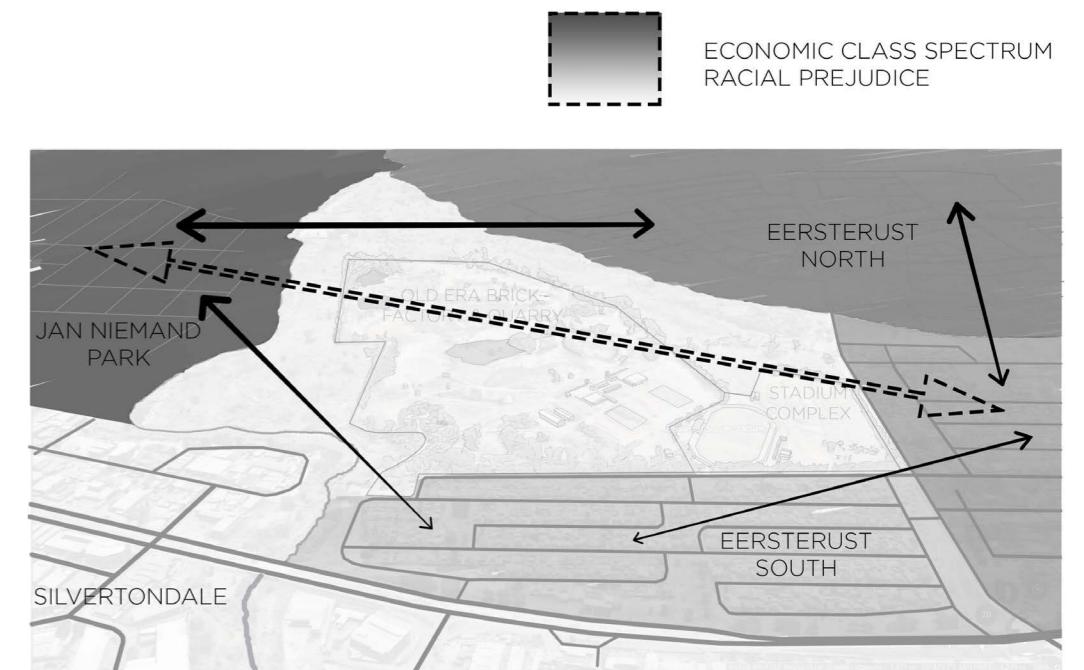 ECONOMIC CLASS SPECTRUM
RACIAL PREJUDICE
EERSTERUST
NORTH
OLD ERA BRICK-
FACTORY QUARRY
JAN NIEMAND
PARK
STADIUM
COMPLEX
EERSTERUST
SOUTH
SILVERTONDALE